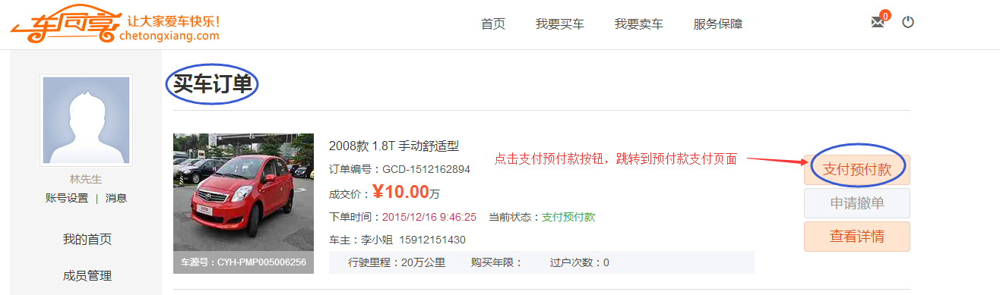 车同享 让大家爱车快乐！
chetongxiang.com
首页 我要买车 我要卖车 服务保障
0
买车订单
林先生
账号设置 | 消息
我的首页
成员管理
2008款 1.8T 手动舒适型
订单编号：GCD-1512162894
成交价：¥10.00万
下单时间：2015/12/16 9:46:25 当前状态：支付预付款
车主：李小姐 15912151430
行驶里程：20万公里 购买年限： 过户次数：0
车源号：CYH-PMP005006256
点击支付预付款按钮，跳转到预付款支付页面
支付预付款
申请撤单
查看详情